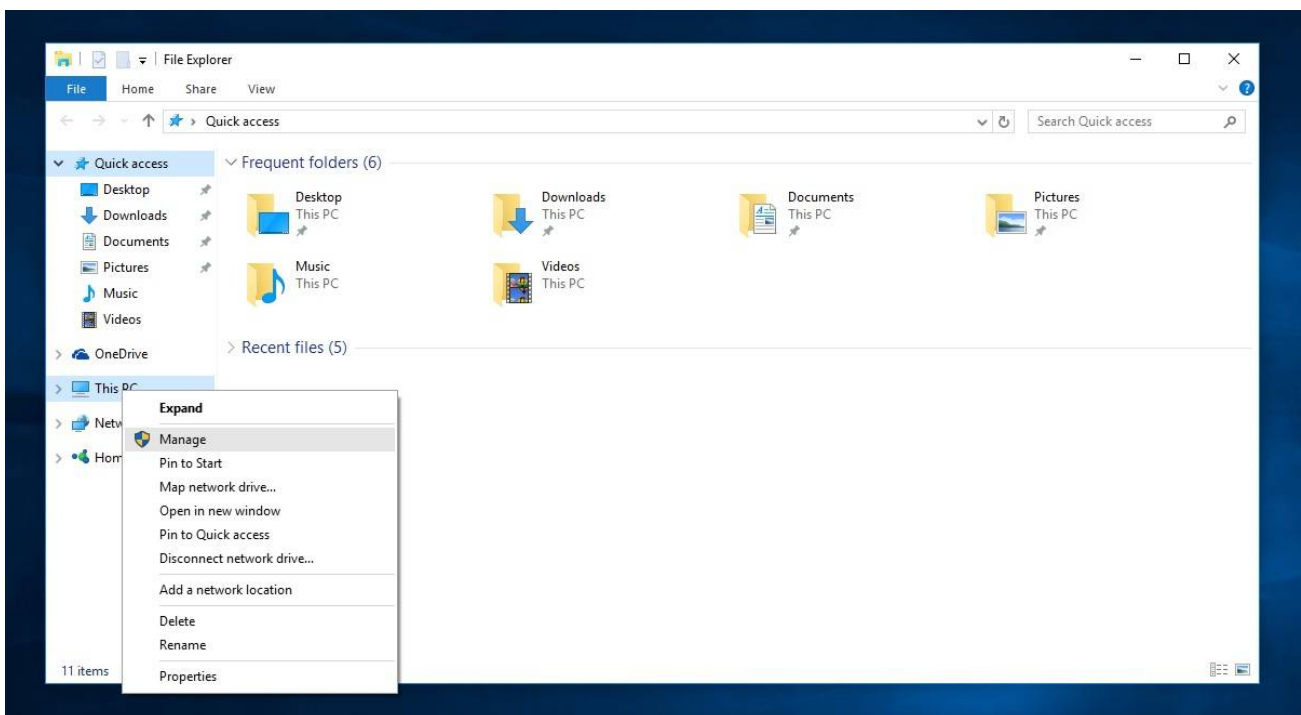 File Explorer
File Home Share View
Quick access
Search Quick access
Quick access
Desktop
Downloads
Documents
Pictures
Music
Videos
OneDrive
This PC
Frequent folders (6)
Desktop
This PC
Downloads
This PC
Documents
This PC
Pictures
This PC
Music
This PC
Videos
This PC
Recent files (5)
Expand
Manage
Pin to Start
Map network drive...
Open in new window
Pin to Quick access
Disconnect network drive...
Add a network location
Delete
Rename
Properties
11 items